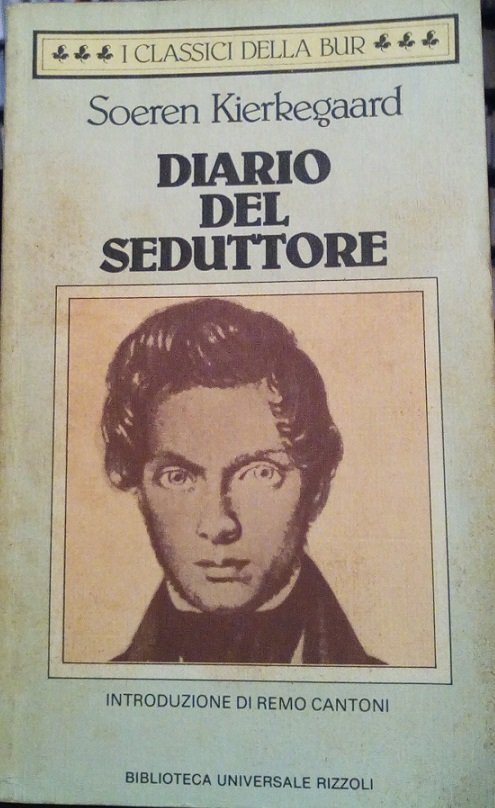 I CLASSICI DELLA BUR
Soeren Kierkegaard
DIARIO
DEL
SEDUTTORE
INTRODUZIONE DI REMO CANTONI
BIBLIOTECA UNIVERSALE RIZZOLI